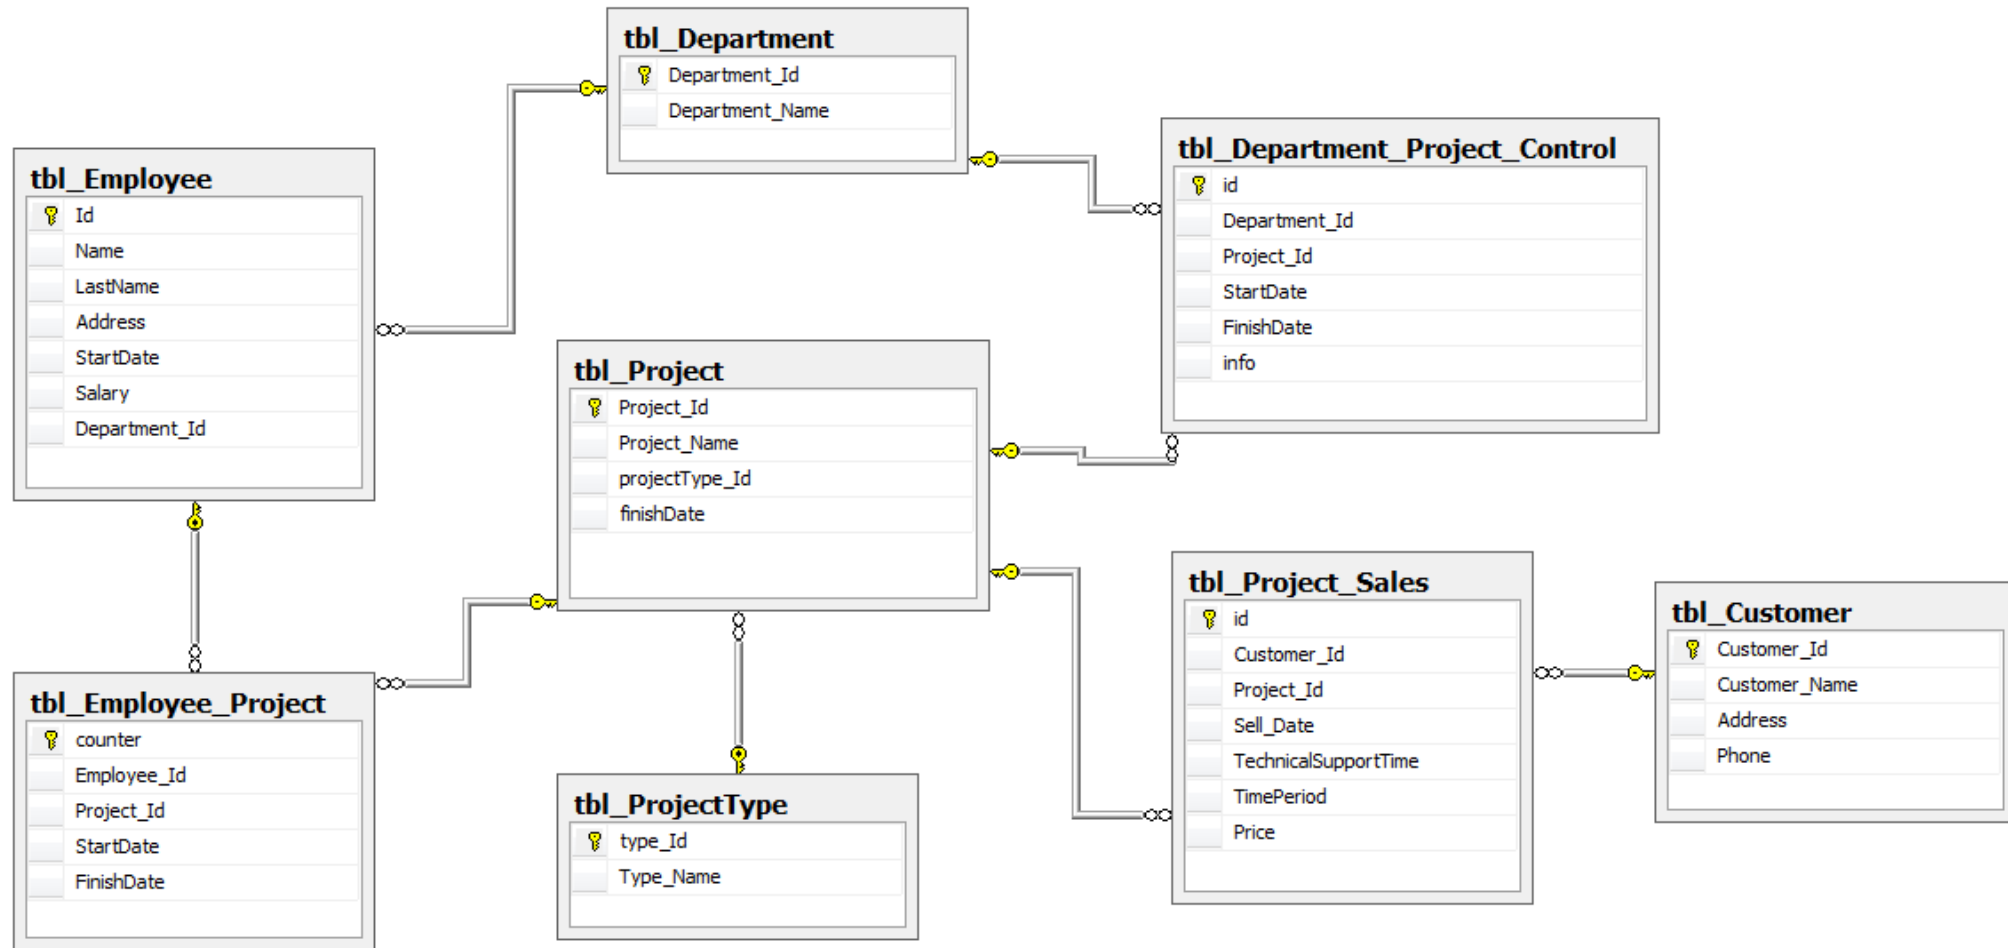 tbl_Department
Department_Id
Department_Name
tbl_Employee
Id
Name
LastName
Address
StartDate
Salary
Department_Id
tbl_Department_Project_Control
id
Department_Id
Project_Id
StartDate
FinishDate
info
tbl_Project
Project_Id
Project_Name
projectType_Id
finishDate
tbl_Employee_Project
counter
Employee_Id
Project_Id
StartDate
FinishDate
tbl_ProjectType
type_Id
Type_Name
tbl_Project_Sales
id
Customer_Id
Project_Id
Sell_Date
TechnicalSupportTime
TimePeriod
Price
tbl_Customer
Customer_Id
Customer_Name
Address
Phone